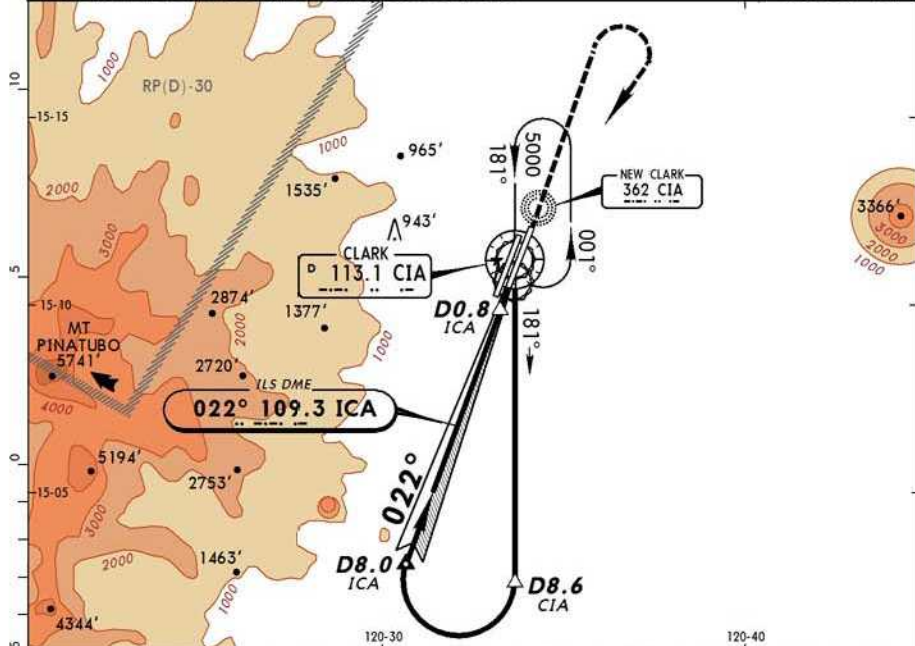 1000
RP(D)-30
10
15-15
1000
965'
181°
5000
NEW CLARK
362 CIA
2000
1535'
3366'
3000
943'
3000
2000
1000
001°
CLARK
D 113.1 CIA
5
2874'
15-10
1377'
D0.8
ICA
181°
MT
PINATUBO
5741'
2000
1000
2720'
ILS DME
4000
022° 109.3 ICA
5194'
0
2753'
15-05
022°
3000
2000
1463'
D8.0
ICA
D8.6
CIA
1000
4344'
5
120-30
120-40